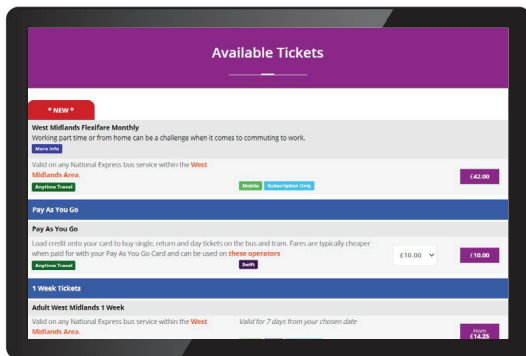 Available Tickets
* NEW *
West Midlands Flexifare Monthly
Working part time or from home can be a challenge when it comes to commuting to work.
More Info
Valid on any National Express bus service within the West
Midlands Area.
Anytime Travel
Mobile
Subscription Only
£42.00
Pay As You Go
Pay As You Go
Load credit onto your card to buy single, return and day tickets on the bus and tram. Fares are typically cheaper
when paid for with your Pay As You Go Card and can be used on these operators
Anytime Travel
Swift
£10.00
£10.00
1 Week Tickets
Adult West Midlands 1 Week
Valid on any National Express bus service within the West
Midlands Area.
Valid for 7 days from your chosen date
From
£14.25